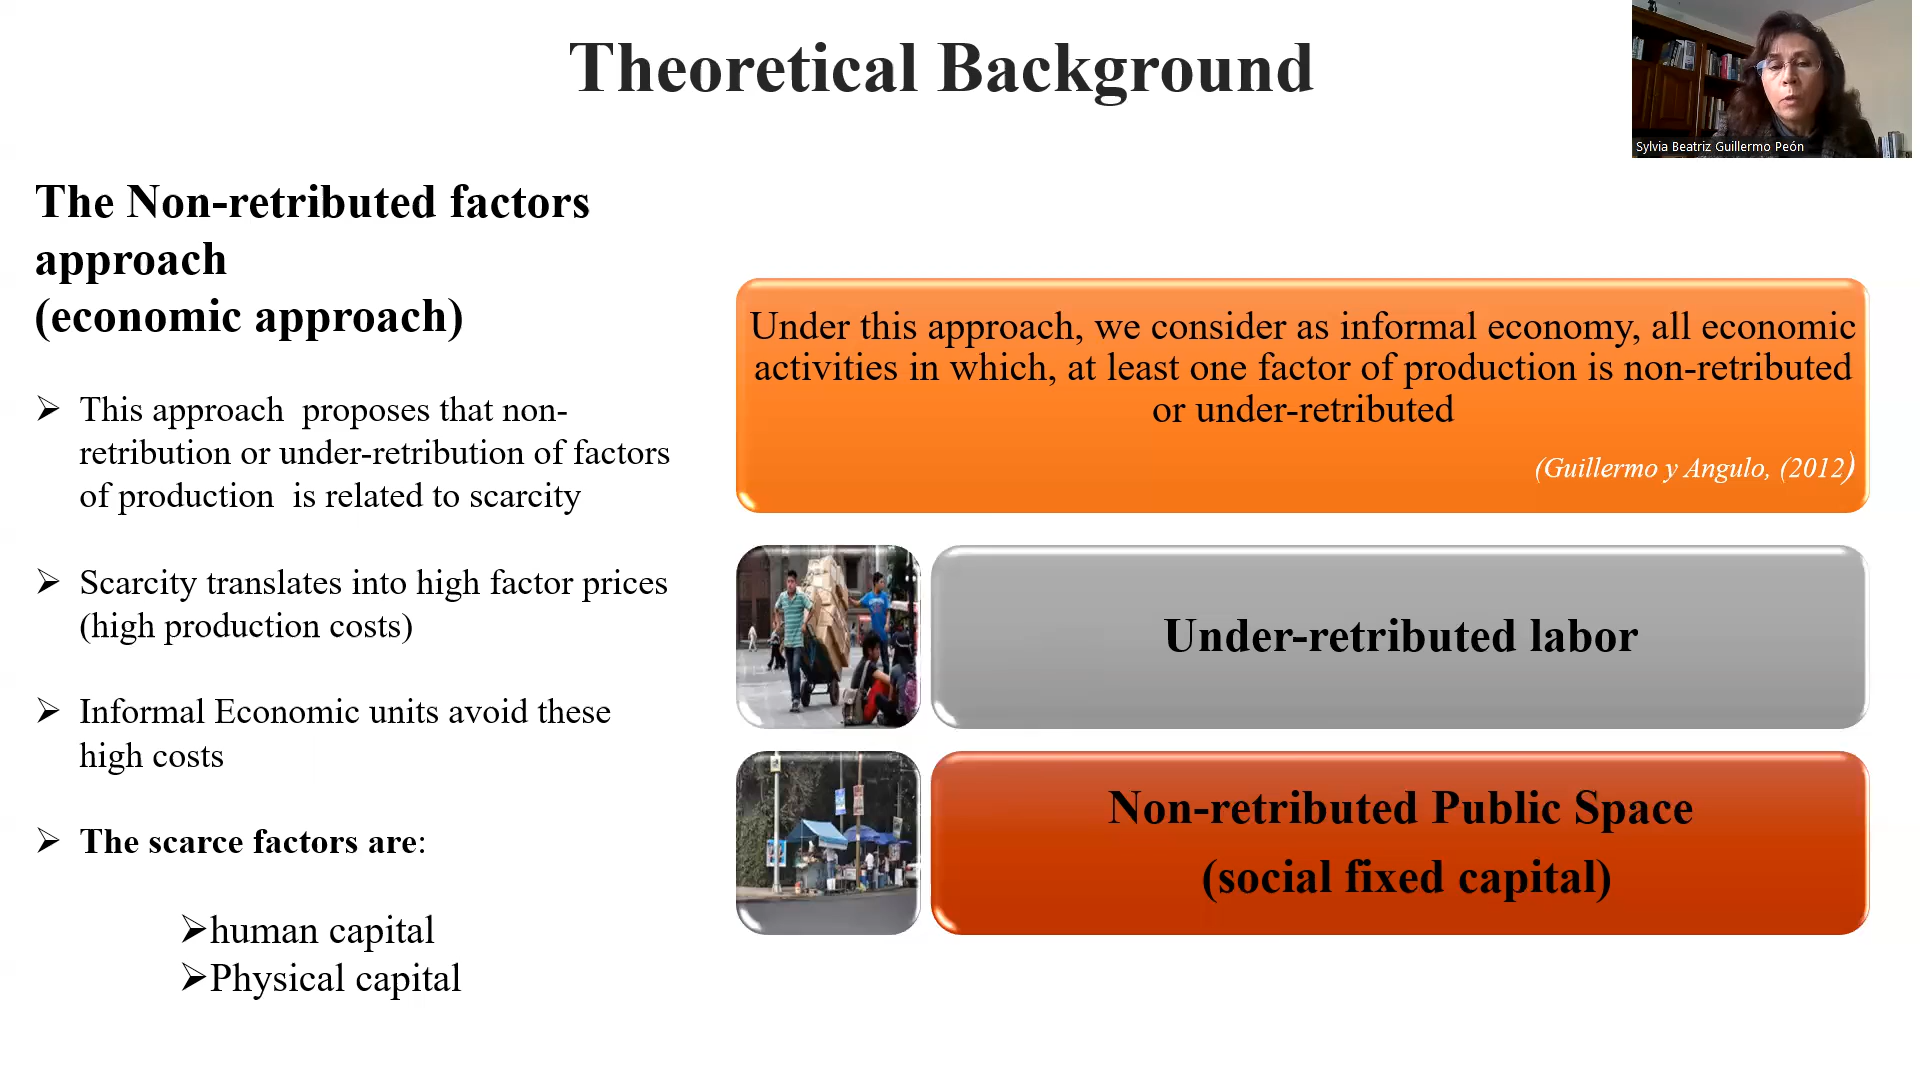 Theoretical Background
Sylvia Beatriz Guillermo Peón
The Non-retributed factors
approach
(economic approach)
➢ This approach proposes that non-
retribution or under-retribution of factors
of production is related to scarcity
➢ Scarcity translates into high factor prices
(high production costs)
➢ Informal Economic units avoid these
high costs
➢ The scarce factors are:
➢human capital
➢Physical capital
Under this approach, we consider as informal economy, all economic
activities in which, at least one factor of production is non-retributed
or under-retributed
(Guillermo y Angulo, (2012)
Under-retributed labor
Non-retributed Public Space
(social fixed capital)